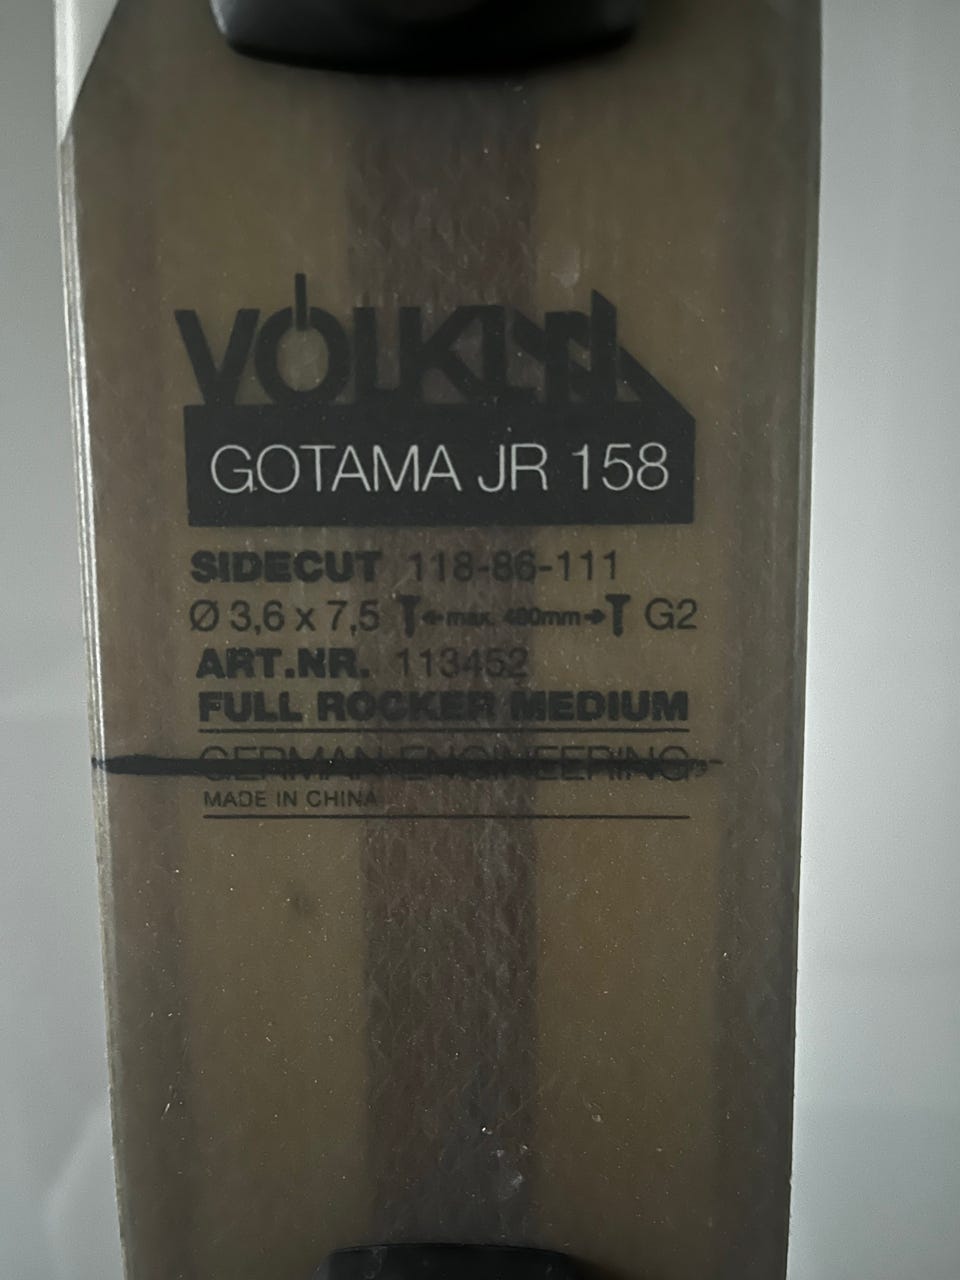 VÖLKL
GOTAMA JR 158
SIDECUT 118-86-111
Ø 3,6 x 7,5 max. 480mm G2
ART.NR. 113452
FULL ROCKER MEDIUM
GERMAN ENGINEERING
MADE IN CHINA